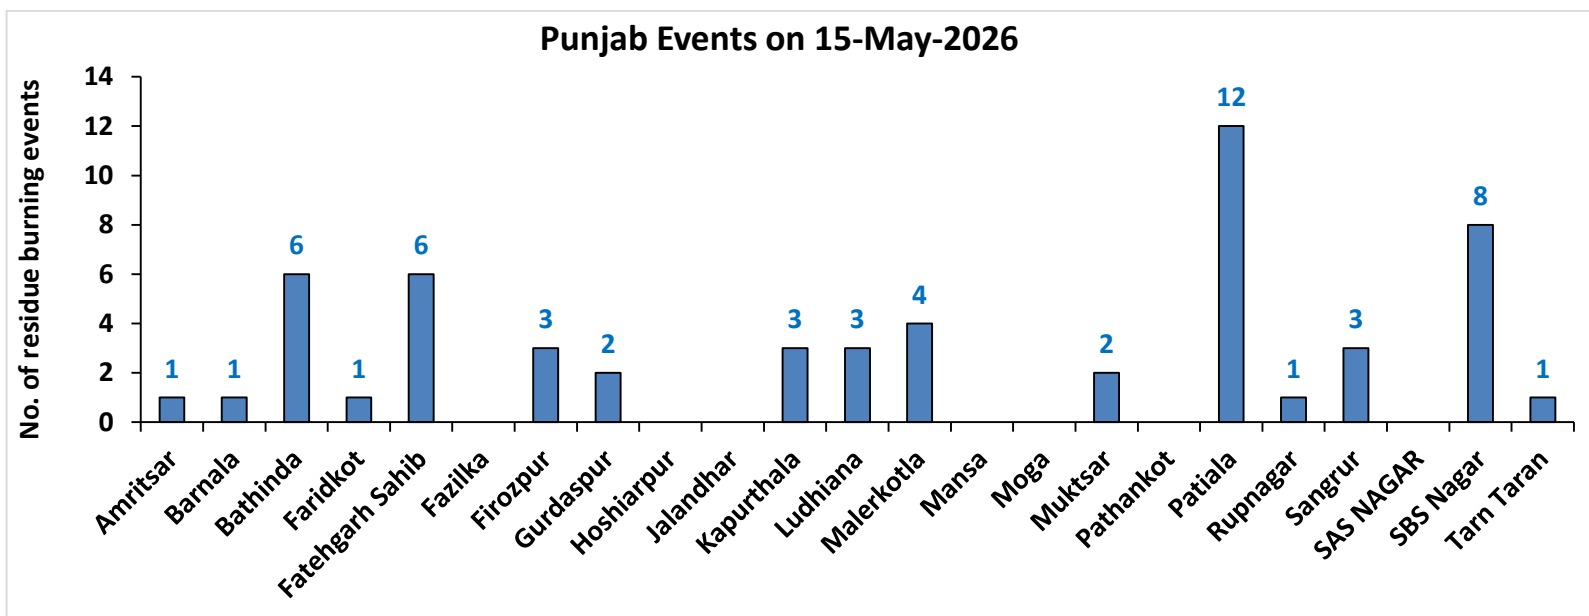 Punjab Events on 15-May-2026
No. of residue burning events
14
12
10
8
6
4
2
0
1
1
6
1
6
3
2
3
3
4
2
12
1
3
8
1
Amritsar
Barnala
Bathinda
Faridkot
Fatehgarh Sahib
Fazilka
Firozpur
Gurdaspur
Hoshiarpur
Jalandhar
Kapurthala
Ludhiana
Malerkotla
Mansa
Moga
Muktsar
Pathankot
Patiala
Rupnagar
Sangrur
SAS NAGAR
SBS Nagar
Tarn Taran